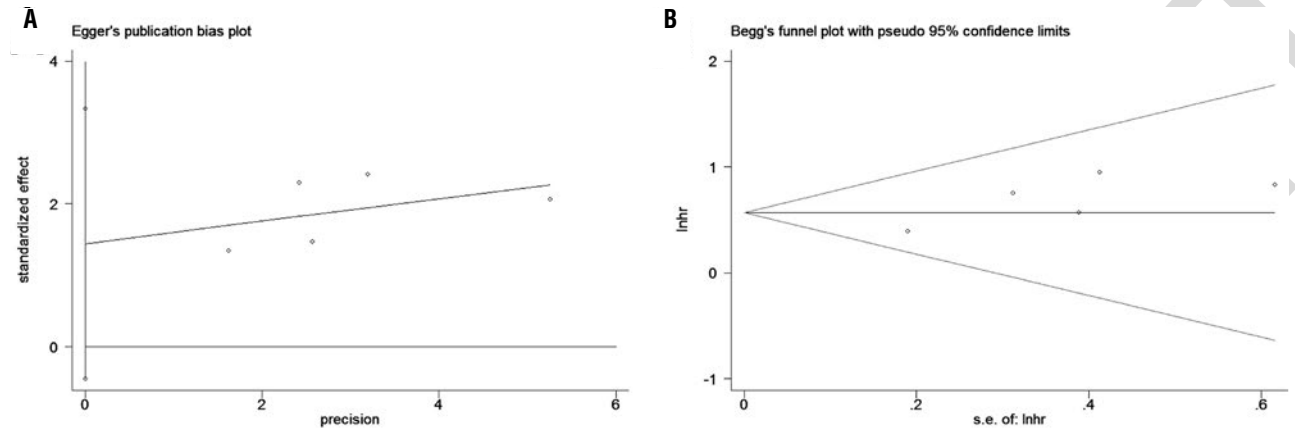 A
Egger's publication bias plot
4
2
0
standardized effect
0
2
4
6
precision
B
Begg's funnel plot with pseudo 95% confidence limits
2
1
0
-1
lnhr
0
.2
.4
.6
s.e. of: lnhr